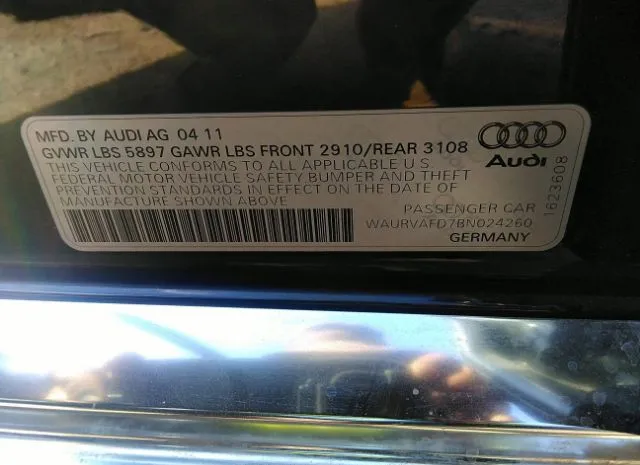 MFD. BY AUDI AG 04 11
GVWR LBS 5897 GAWR LBS FRONT 2910/REAR 3108
THIS VEHICLE CONFORMS TO ALL APPLICABLE U.S.
FEDERAL MOTOR VEHICLE SAFETY BUMPER AND THEFT
PREVENTION STANDARDS IN EFFECT ON THE DATE OF
MANUFACTURE SHOWN ABOVE
Audi
1623608
PASSENGER CAR
WAURVAFD7BN024260
GERMANY